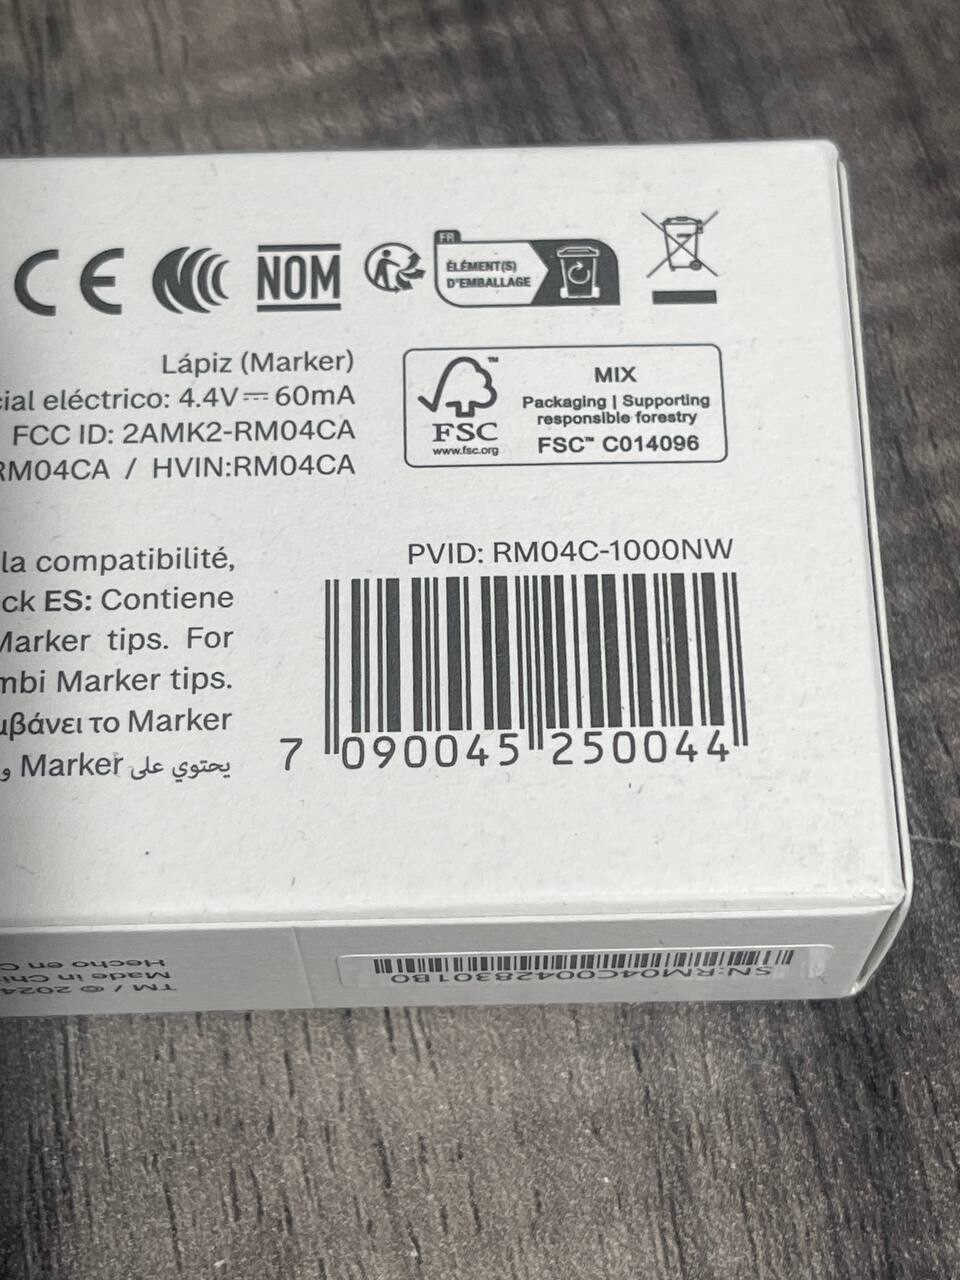 CE NOM FR
ÉLÉMENT(S)
D'EMBALLAGE
Lápiz (Marker)
cial eléctrico: 4.4V⎓60mA
FCC ID: 2AMK2-RM04CA
RM04CA / HVIN:RM04CA
FSC™
www.fsc.org
MIX
Packaging | Supporting
responsible forestry
FSC™ C014096
la compatibilité,
ck ES: Contiene
Marker tips. For
mbi Marker tips.
μβάνει το Marker
يحتوي على Marker و
PVID: RM04C-1000NW
7 090045 250044
SN:RM04C00428301B0
TM / © 2024
Made in Chi
Hecho en C